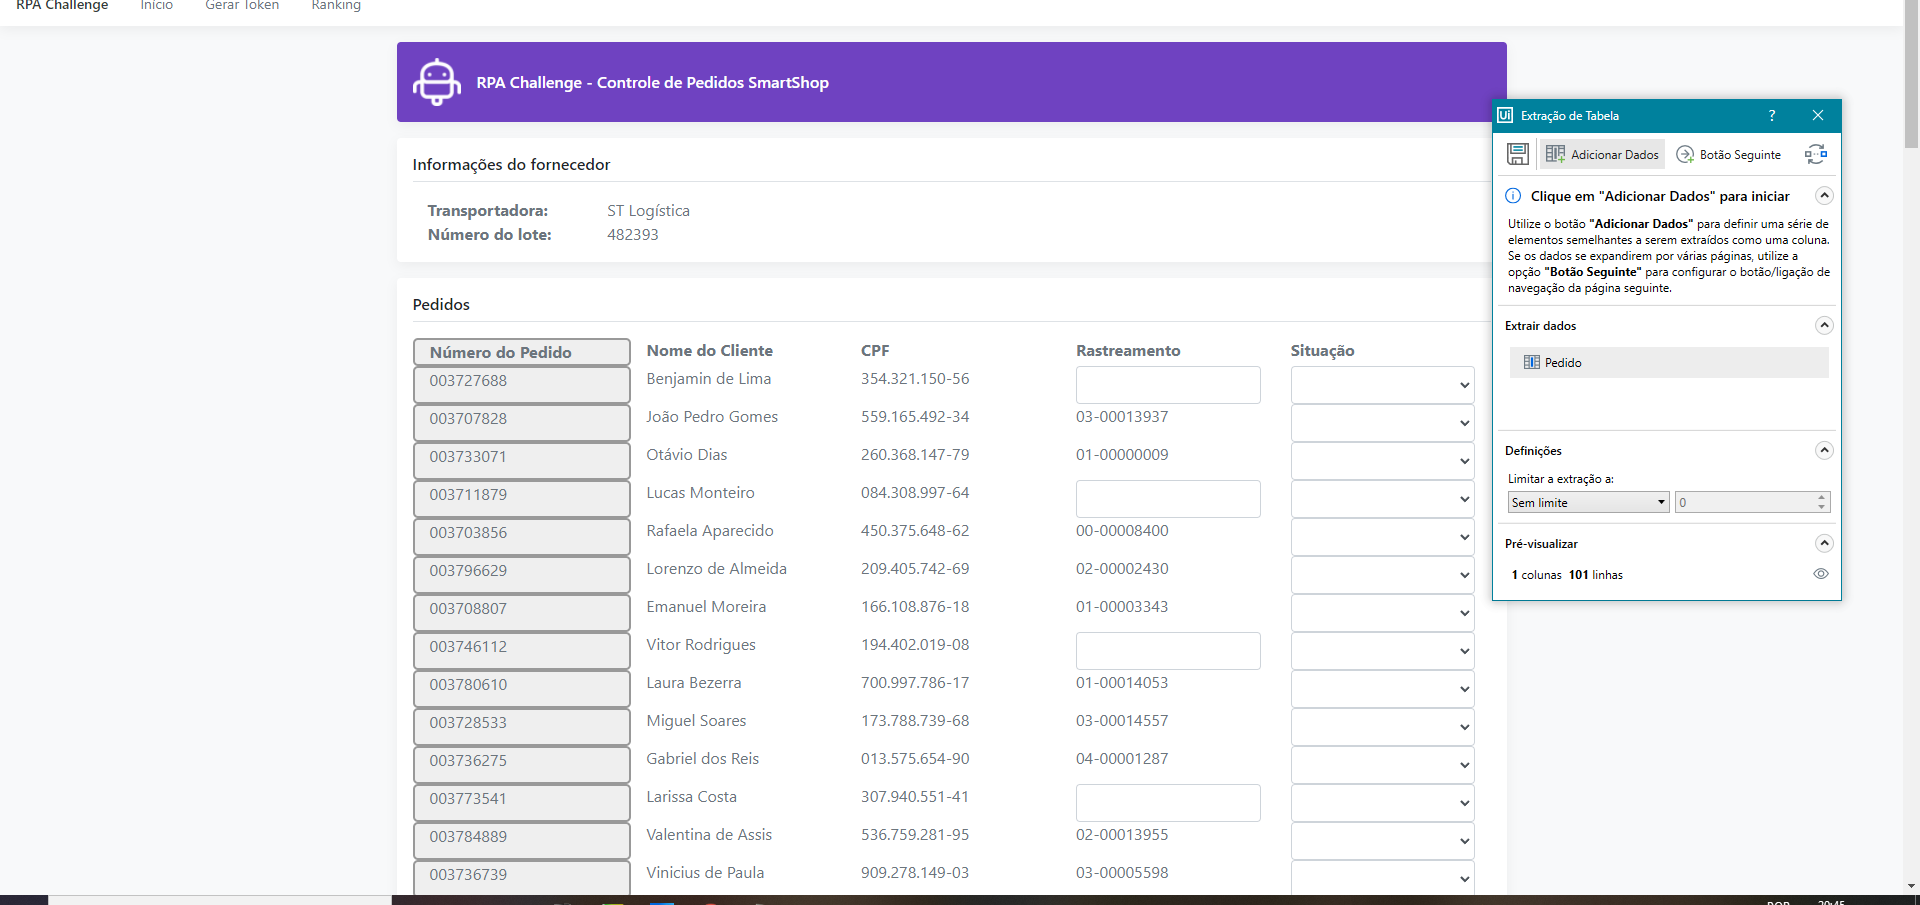 RPA Challenge Início Gerar Token Ranking
RPA Challenge - Controle de Pedidos SmartShop
Informações do fornecedor
Transportadora: ST Logística
Número do lote: 482393
Pedidos
Número do Pedido Nome do Cliente CPF Rastreamento Situação
003727688 Benjamin de Lima 354.321.150-56
003707828 João Pedro Gomes 559.165.492-34 03-00013937
003733071 Otávio Dias 260.368.147-79 01-00000009
003711879 Lucas Monteiro 084.308.997-64
003703856 Rafaela Aparecido 450.375.648-62 00-00008400
003796629 Lorenzo de Almeida 209.405.742-69 02-00002430
003708807 Emanuel Moreira 166.108.876-18 01-00003343
003746112 Vitor Rodrigues 194.402.019-08
003780610 Laura Bezerra 700.997.786-17 01-00014053
003728533 Miguel Soares 173.788.739-68 03-00014557
003736275 Gabriel dos Reis 013.575.654-90 04-00001287
003773541 Larissa Costa 307.940.551-41
003784889 Valentina de Assis 536.759.281-95 02-00013955
003736739 Vinicius de Paula 909.278.149-03 03-00005598
Ui Extração de Tabela ?
Adicionar Dados Botão Seguinte
Clique em "Adicionar Dados" para iniciar
Utilize o botão "Adicionar Dados" para definir uma série de
elementos semelhantes a serem extraídos como uma coluna.
Se os dados se expandirem por várias páginas, utilize a
opção "Botão Seguinte" para configurar o botão/ligação de
navegação da página seguinte.
Extrair dados
Pedido
Definições
Limitar a extração a:
Sem limite 0
Pré-visualizar
1 colunas 101 linhas